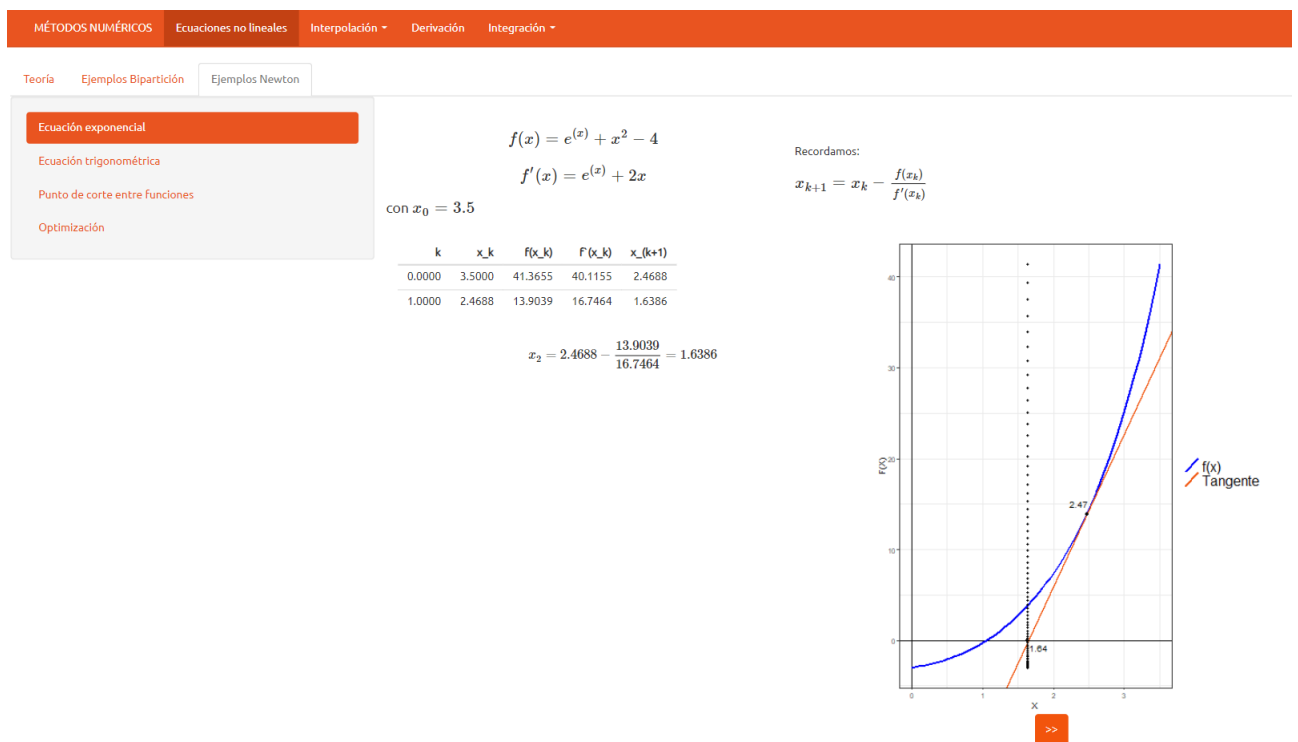 MÉTODOS NUMÉRICOS Ecuaciones no lineales Interpolación Derivación Integración
Teoría Ejemplos Bipartición Ejemplos Newton
Ecuación exponencial
Ecuación trigonométrica
Punto de corte entre funciones
Optimización
f(x) = e^(x) + x^2 − 4
f′(x) = e^(x) + 2x
con x_0 = 3.5
k x_k f(x_k) f'(x_k) x_(k+1)
0.0000 3.5000 41.3655 40.1155 2.4688
1.0000 2.4688 13.9039 16.7464 1.6386
x_2 = 2.4688 − 13.9039/16.7464 = 1.6386
Recordamos:
x_{k+1} = x_k − f(x_k)/f′(x_k)
40
30
20
10
0
F(X)
2.47
1.64
0 1 2 3
X
f(x)
Tangente
>>